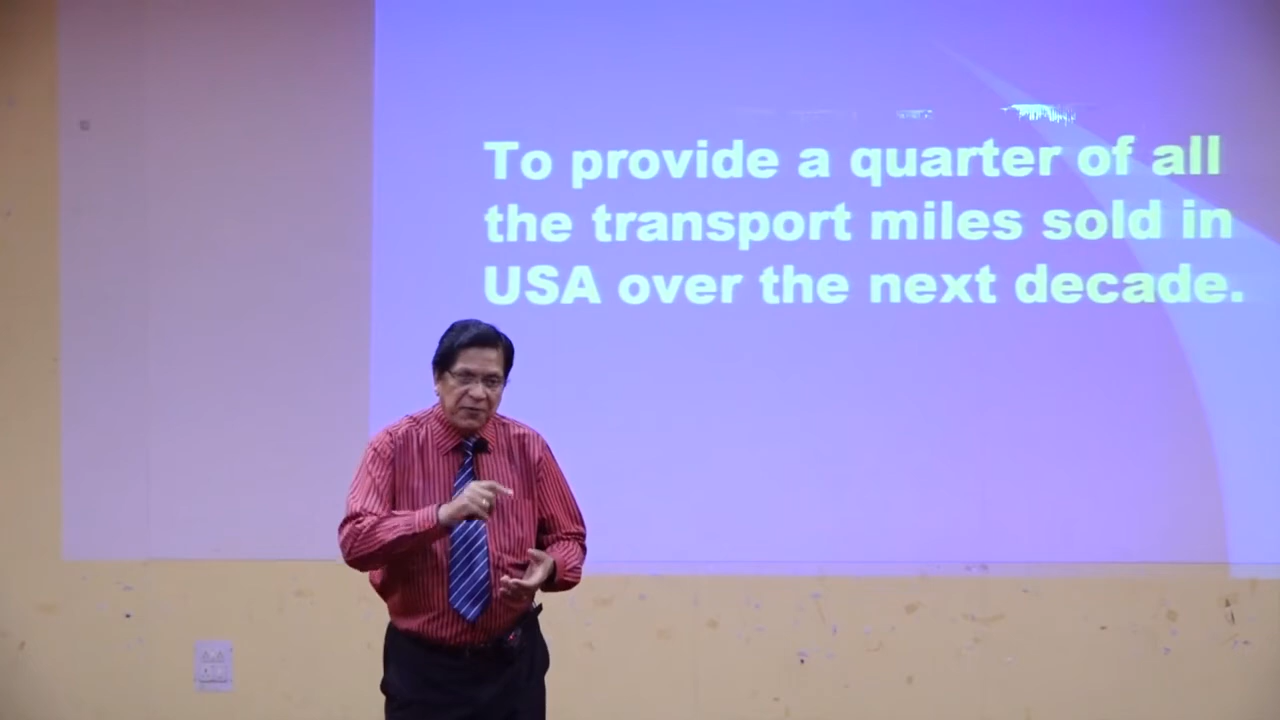 To provide a quarter of all
the transport miles sold in
USA over the next decade.